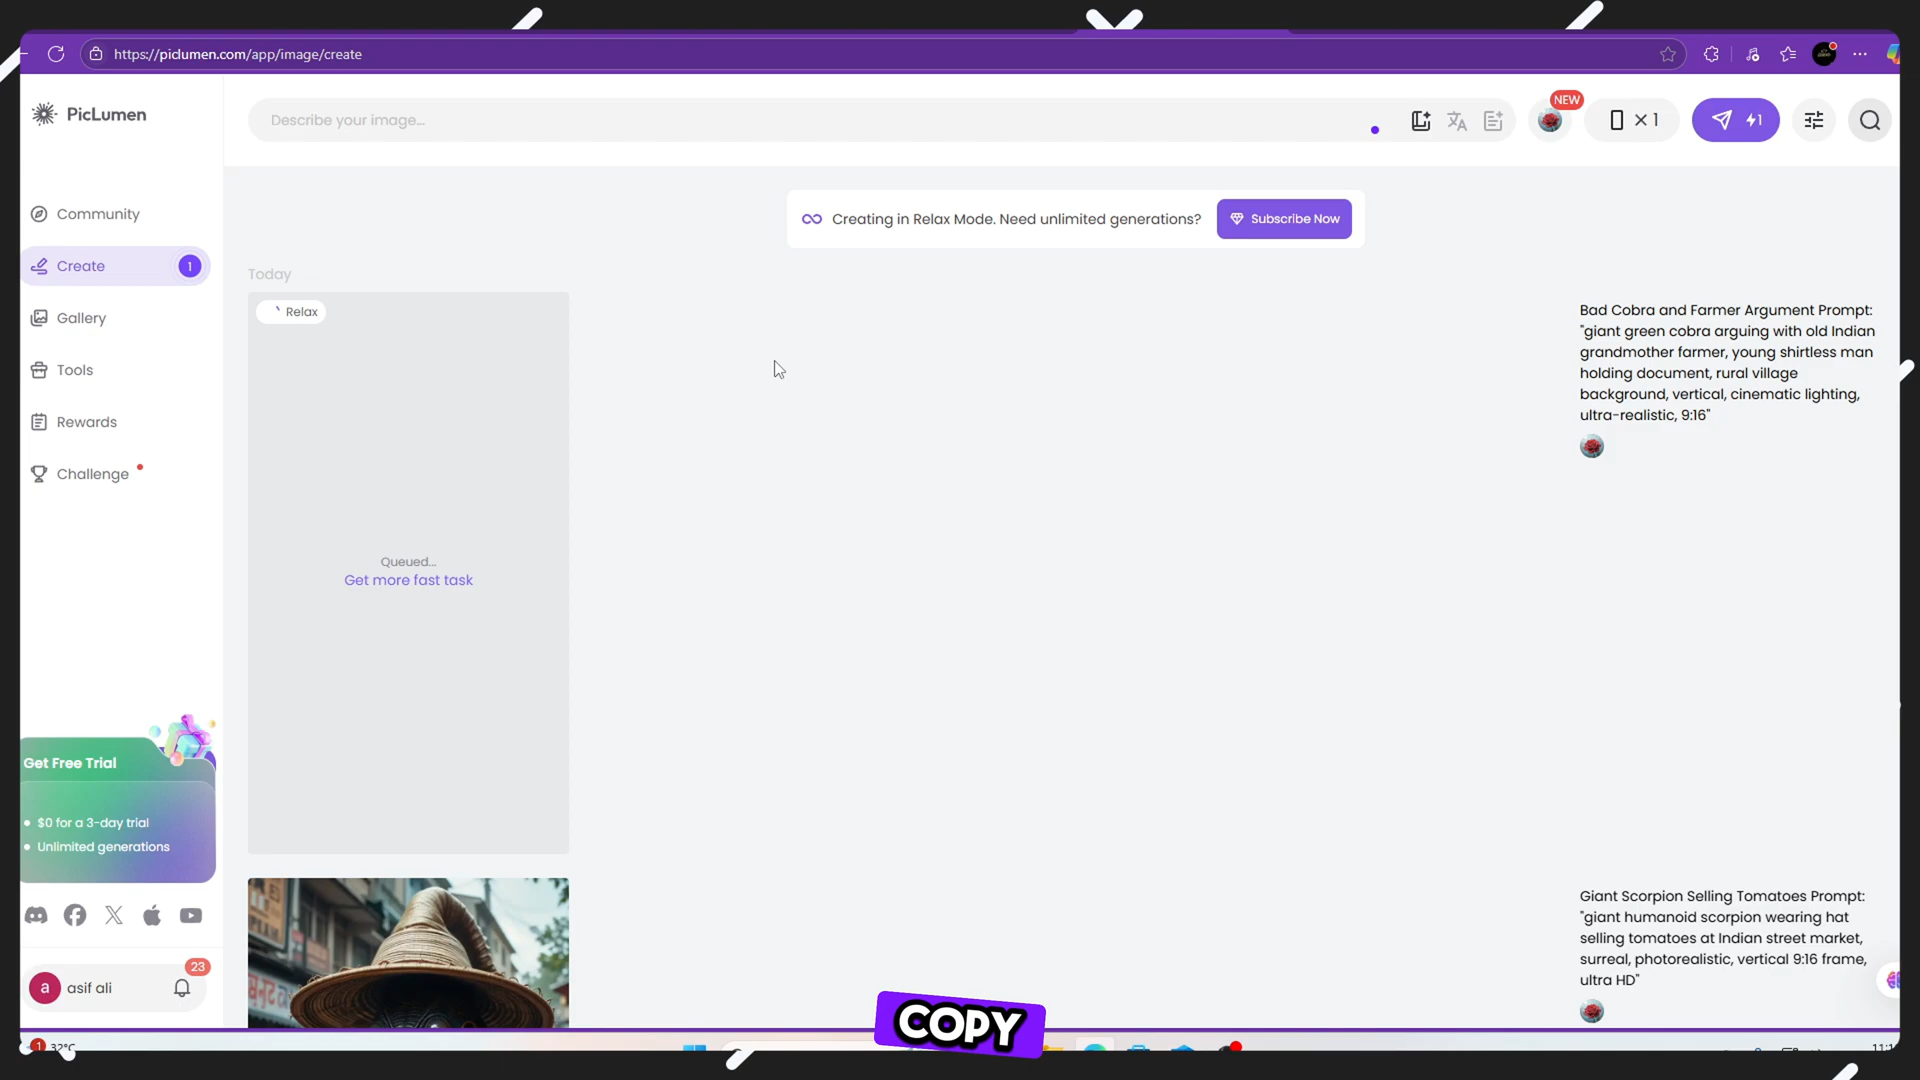 https://piclumen.com/app/image/create
PicLumen
Describe your image...
NEW
× 1
1
Community
Create
1
Gallery
Tools
Rewards
Challenge
Creating in Relax Mode. Need unlimited generations?
Subscribe Now
Today
Relax
Queued...
Get more fast task
Bad Cobra and Farmer Argument Prompt:
"giant green cobra arguing with old Indian
grandmother farmer, young shirtless man
holding document, rural village
background, vertical, cinematic lighting,
ultra-realistic, 9:16"
Giant Scorpion Selling Tomatoes Prompt:
"giant humanoid scorpion wearing hat
selling tomatoes at Indian street market,
surreal, photorealistic, vertical 9:16 frame,
ultra HD"
Get Free Trial
$0 for a 3-day trial
Unlimited generations
a
asif ali
23
COPY
1
32°C